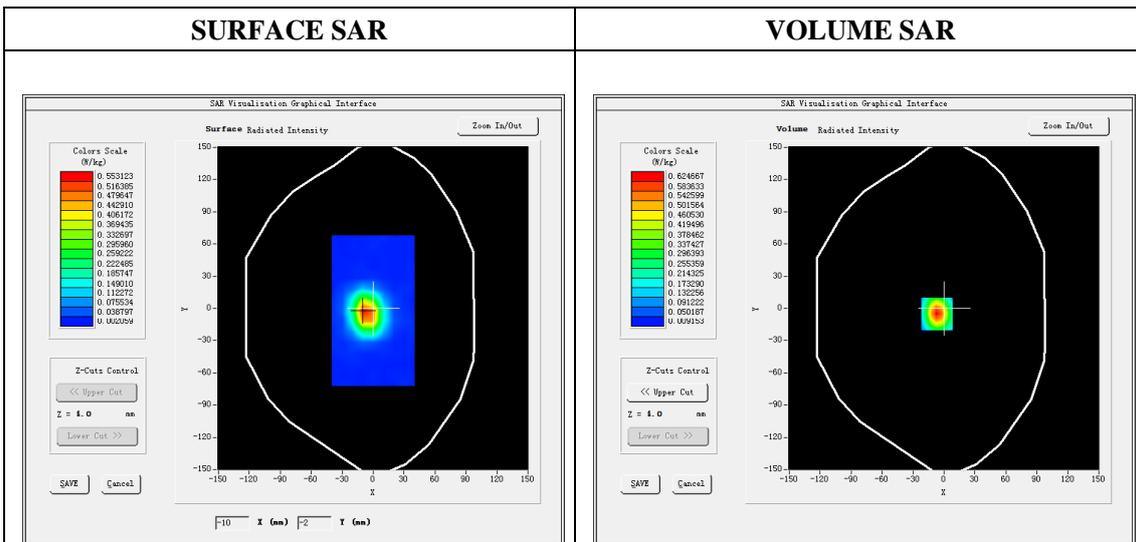 SURFACE SAR
VOLUME SAR
SAR Visualisation Graphical Interface
Surface Radiated Intensity
Zoom In/Out
Colors Scale
(W/kg)
0.553123
0.516385
0.479647
0.442910
0.406172
0.369435
0.332697
0.295960
0.259222
0.222485
0.185747
0.149010
0.112272
0.075534
0.038797
0.002059
Z-Cuts Control
<< Upper Cut
Z = 4.0 mm
Lower Cut >>
SAVE
Cancel
150
120
90
60
30
0
-30
-60
-90
-120
-150
Y
-150 -120 -90 -60 -30 0 30 60 90 120 150
X
-10 X (mm) -2 Y (mm)
SAR Visualisation Graphical Interface
Volume Radiated Intensity
Zoom In/Out
Colors Scale
(W/kg)
0.624667
0.583633
0.542599
0.501564
0.460530
0.419496
0.378462
0.337427
0.296393
0.255359
0.214325
0.173290
0.132256
0.091222
0.050187
0.009153
Z-Cuts Control
<< Upper Cut
Z = 4.0 mm
Lower Cut >>
SAVE
Cancel
150
120
90
60
30
0
-30
-60
-90
-120
-150
Y
-150 -120 -90 -60 -30 0 30 60 90 120 150
X